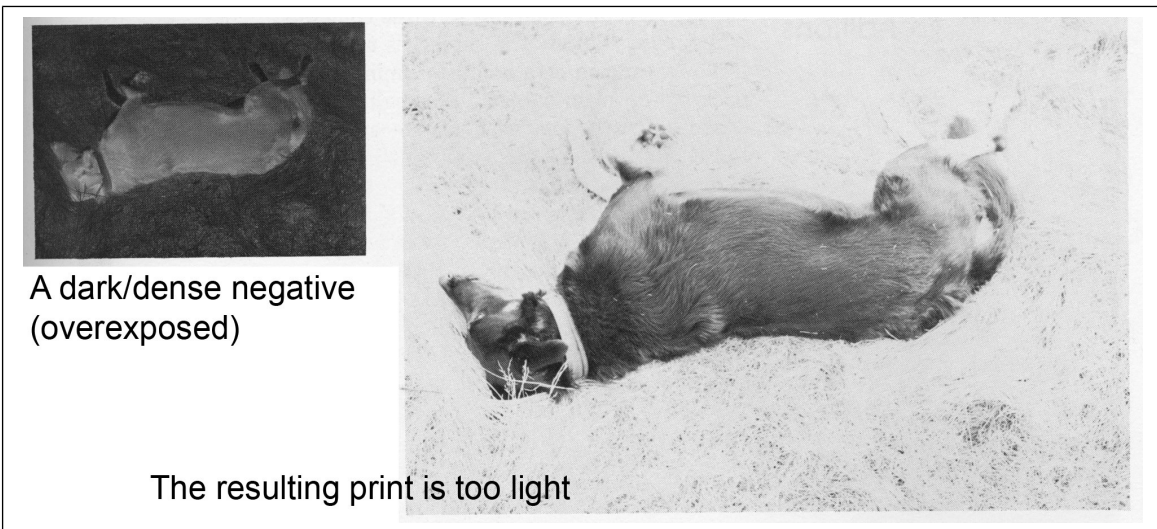 A dark/dense negative
(overexposed)
The resulting print is too light